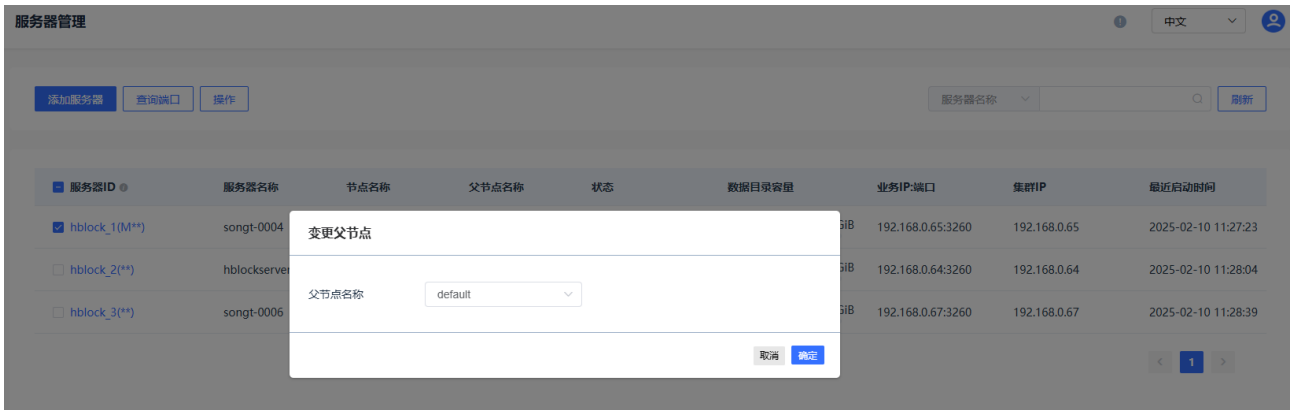 服务器管理
中文
添加服务器 查询端口 操作 服务器名称 刷新
服务器ID 服务器名称 节点名称 父节点名称 状态 数据目录容量 业务IP:端口 集群IP 最近启动时间
hblock_1(M**) songt-0004 GiB 192.168.0.65:3260 192.168.0.65 2025-02-10 11:27:23
变更父节点
hblock_2(**) hblockserver GiB 192.168.0.64:3260 192.168.0.64 2025-02-10 11:28:04
父节点名称 default
hblock_3(**) songt-0006 GiB 192.168.0.67:3260 192.168.0.67 2025-02-10 11:28:39
取消 确定
< 1 >